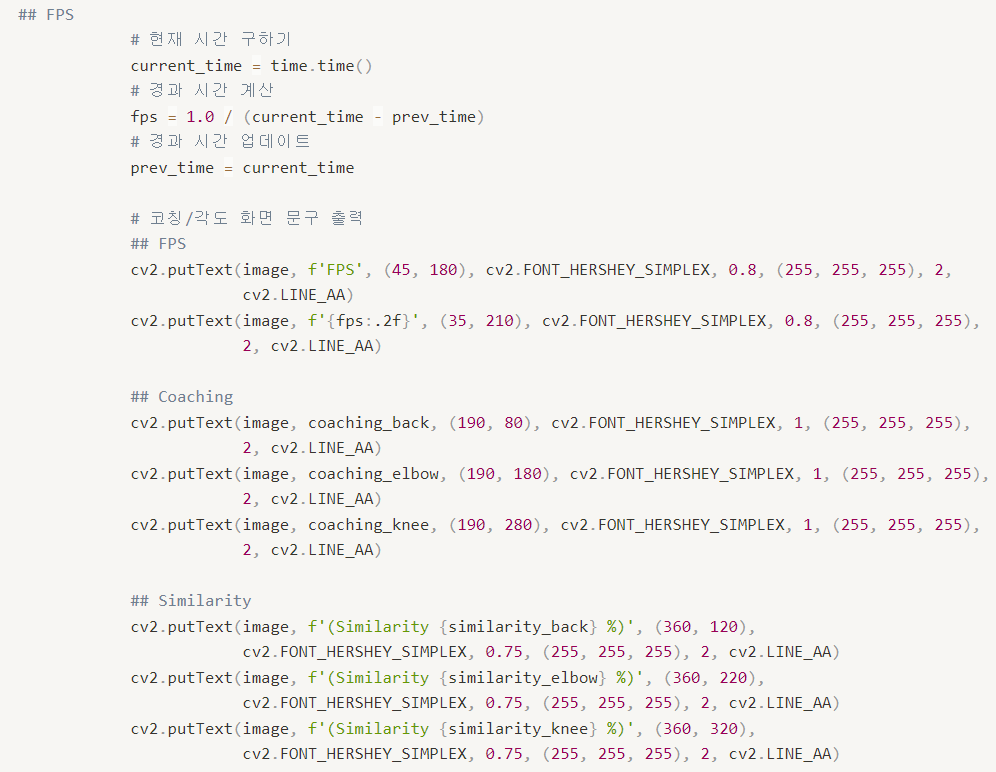 ## FPS
# 현재 시간 구하기
current_time = time.time()
# 경과 시간 계산
fps = 1.0 / (current_time - prev_time)
# 경과 시간 업데이트
prev_time = current_time
# 코칭/각도 화면 문구 출력
## FPS
cv2.putText(image, f'FPS', (45, 180), cv2.FONT_HERSHEY_SIMPLEX, 0.8, (255, 255, 255), 2,
cv2.LINE_AA)
cv2.putText(image, f'{fps:.2f}', (35, 210), cv2.FONT_HERSHEY_SIMPLEX, 0.8, (255, 255, 255),
2, cv2.LINE_AA)
## Coaching
cv2.putText(image, coaching_back, (190, 80), cv2.FONT_HERSHEY_SIMPLEX, 1, (255, 255, 255),
2, cv2.LINE_AA)
cv2.putText(image, coaching_elbow, (190, 180), cv2.FONT_HERSHEY_SIMPLEX, 1, (255, 255, 255),
2, cv2.LINE_AA)
cv2.putText(image, coaching_knee, (190, 280), cv2.FONT_HERSHEY_SIMPLEX, 1, (255, 255, 255),
2, cv2.LINE_AA)
## Similarity
cv2.putText(image, f'(Similarity {similarity_back} %)', (360, 120),
cv2.FONT_HERSHEY_SIMPLEX, 0.75, (255, 255, 255), 2, cv2.LINE_AA)
cv2.putText(image, f'(Similarity {similarity_elbow} %)', (360, 220),
cv2.FONT_HERSHEY_SIMPLEX, 0.75, (255, 255, 255), 2, cv2.LINE_AA)
cv2.putText(image, f'(Similarity {similarity_knee} %)', (360, 320),
cv2.FONT_HERSHEY_SIMPLEX, 0.75, (255, 255, 255), 2, cv2.LINE_AA)